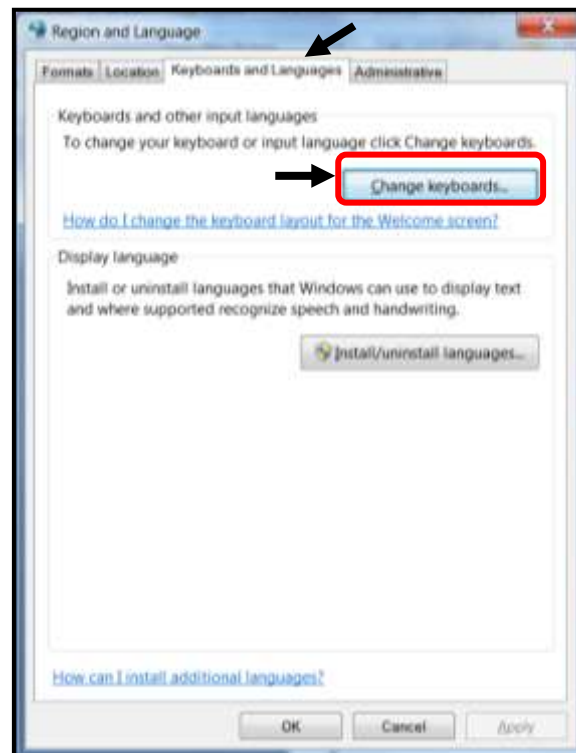 Region and Language
Formats Location Keyboards and Languages Administrative
Keyboards and other input languages
To change your keyboard or input language click Change keyboards.
Change keyboards...
How do I change the keyboard layout for the Welcome screen?
Display language
Install or uninstall languages that Windows can use to display text
and where supported recognize speech and handwriting.
Install/uninstall languages...
How can I install additional languages?
OK Cancel Apply